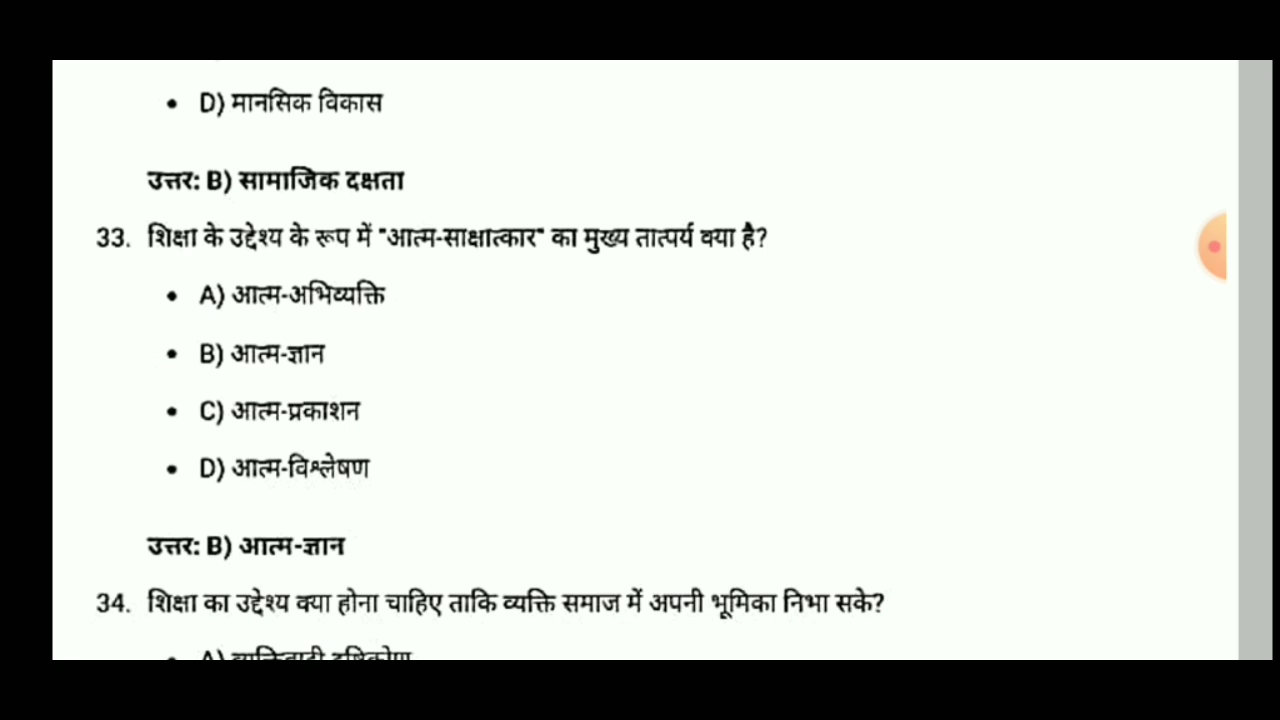 • D) मानसिक विकास
उत्तर: B) सामाजिक दक्षता
33. शिक्षा के उद्देश्य के रूप में "आत्म-साक्षात्कार" का मुख्य तात्पर्य क्या है?
• A) आत्म-अभिव्यक्ति
• B) आत्म-ज्ञान
• C) आत्म-प्रकाशन
• D) आत्म-विश्लेषण
उत्तर: B) आत्म-ज्ञान
34. शिक्षा का उद्देश्य क्या होना चाहिए ताकि व्यक्ति समाज में अपनी भूमिका निभा सके?
• A) व्यक्तिवादी दृष्टिकोण